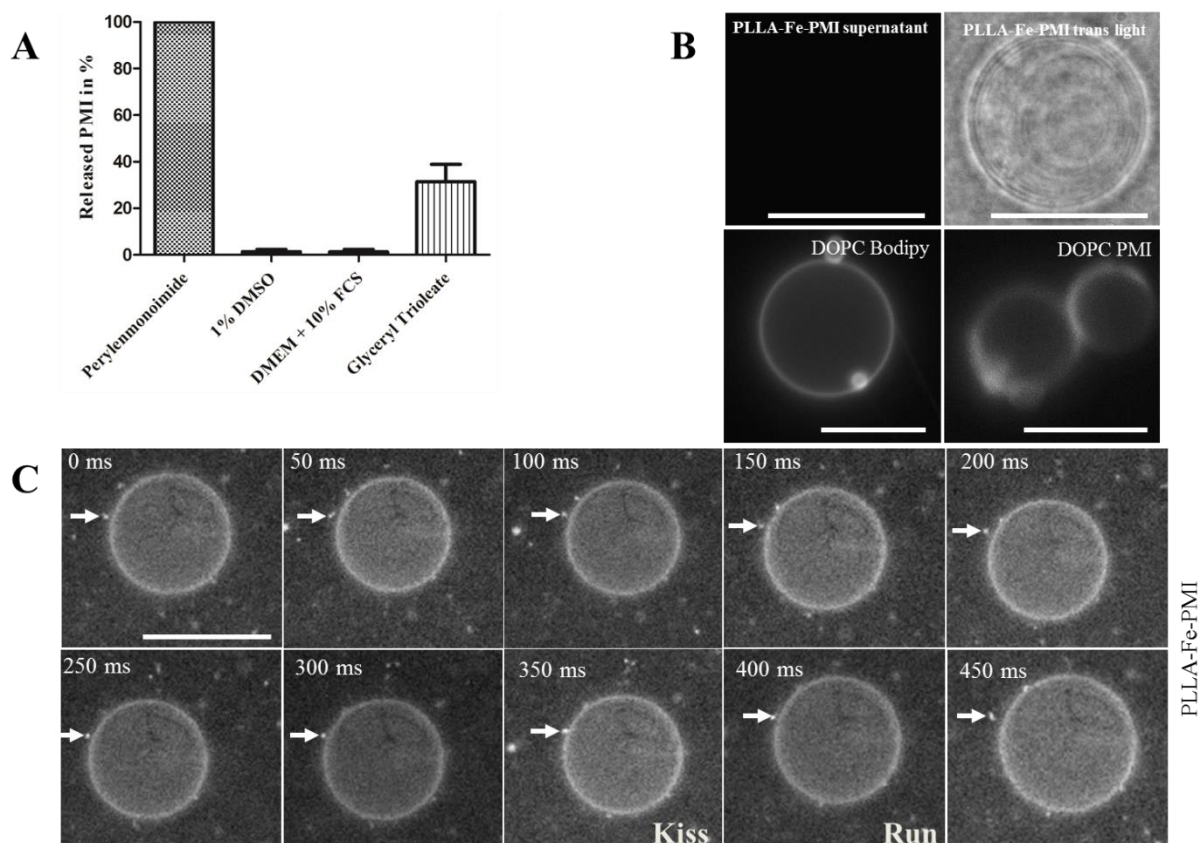 A
Released PMI in %
100
80
60
40
20
0
Perylenmonoimide
1% DMSO
DMEM + 10% FCS
Glyceryl Trioleate
B
PLLA-Fe-PMI supernatant
PLLA-Fe-PMI trans light
DOPC Bodipy
DOPC PMI
C
0 ms
50 ms
100 ms
150 ms
200 ms
250 ms
300 ms
350 ms
400 ms
450 ms
Kiss
Run
PLLA-Fe-PMI